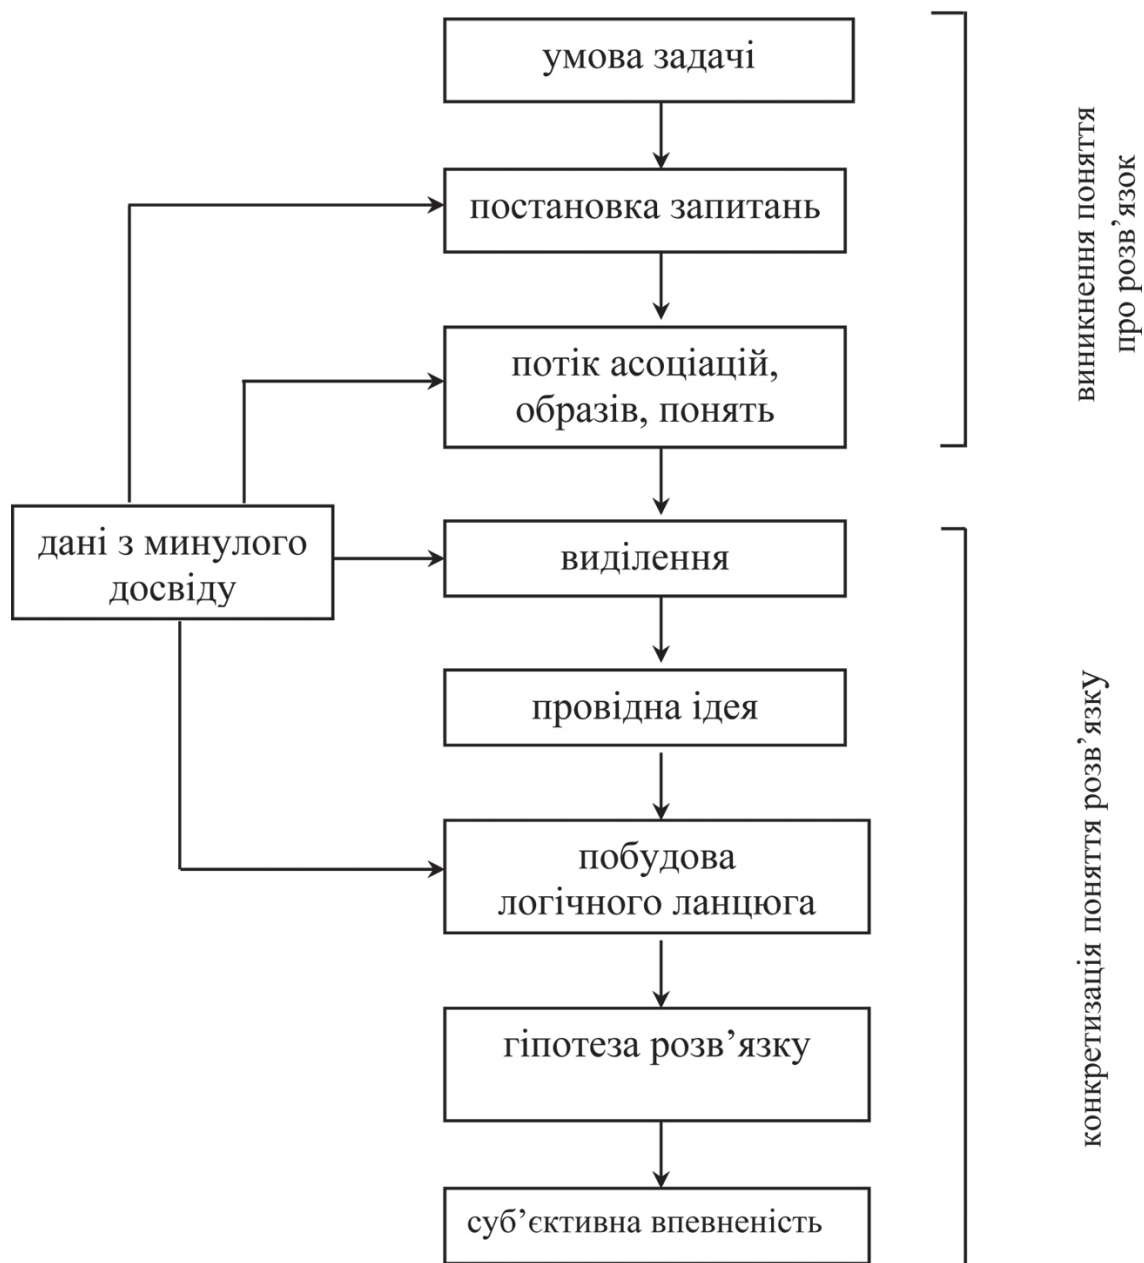 умова задачі
постановка запитань
потік асоціацій,
образів, понять
дані з минулого
досвіду
виділення
провідна ідея
побудова
логічного ланцюга
гіпотеза розв’язку
суб’єктивна впевненість
виникнення поняття
про розв’язок
конкретизація поняття розв’язку